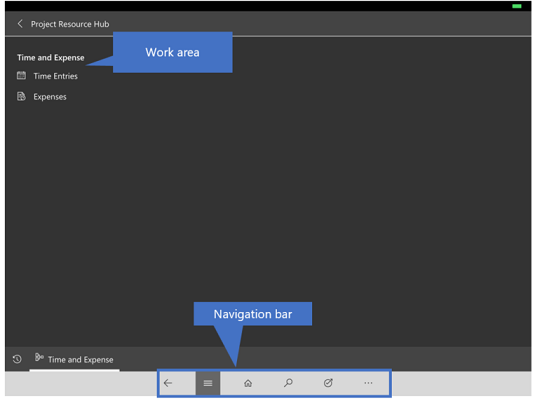 Project Resource Hub
Work area
Time and Expense
Time Entries
Expenses
Navigation bar
Time and Expense